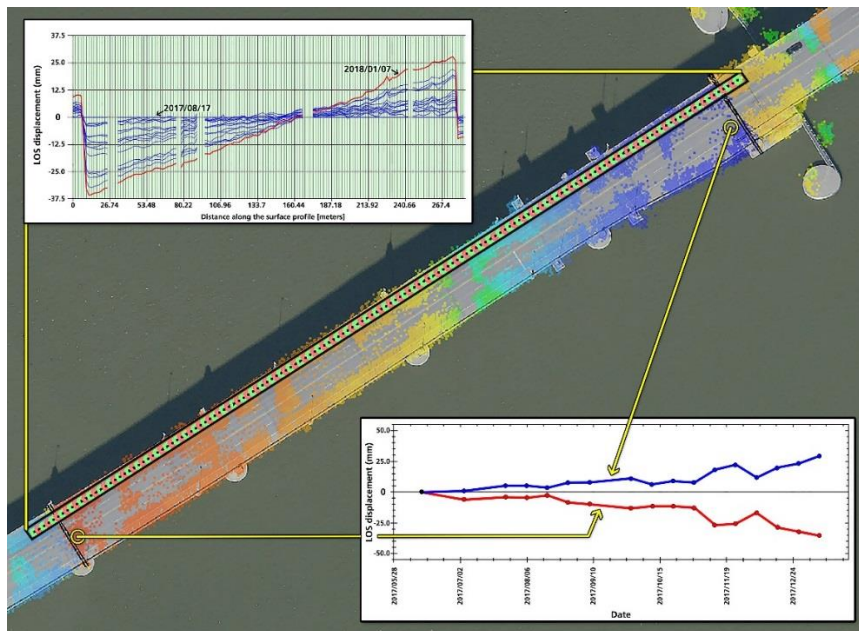 LOS displacement (mm)
37.5
25.0
12.5
0
-12.5
-25.0
-37.5
2017/08/17
2018/01/07
0 26.74 53.48 80.22 106.96 133.7 160.44 187.18 213.92 240.66 267.4
Distance along the surface profile [meters]
LOS displacement (mm)
50.0
25.0
0
-25.0
-50.0
2017/05/28 2017/07/02 2017/08/06 2017/09/10 2017/10/15 2017/11/19 2017/12/24
Date